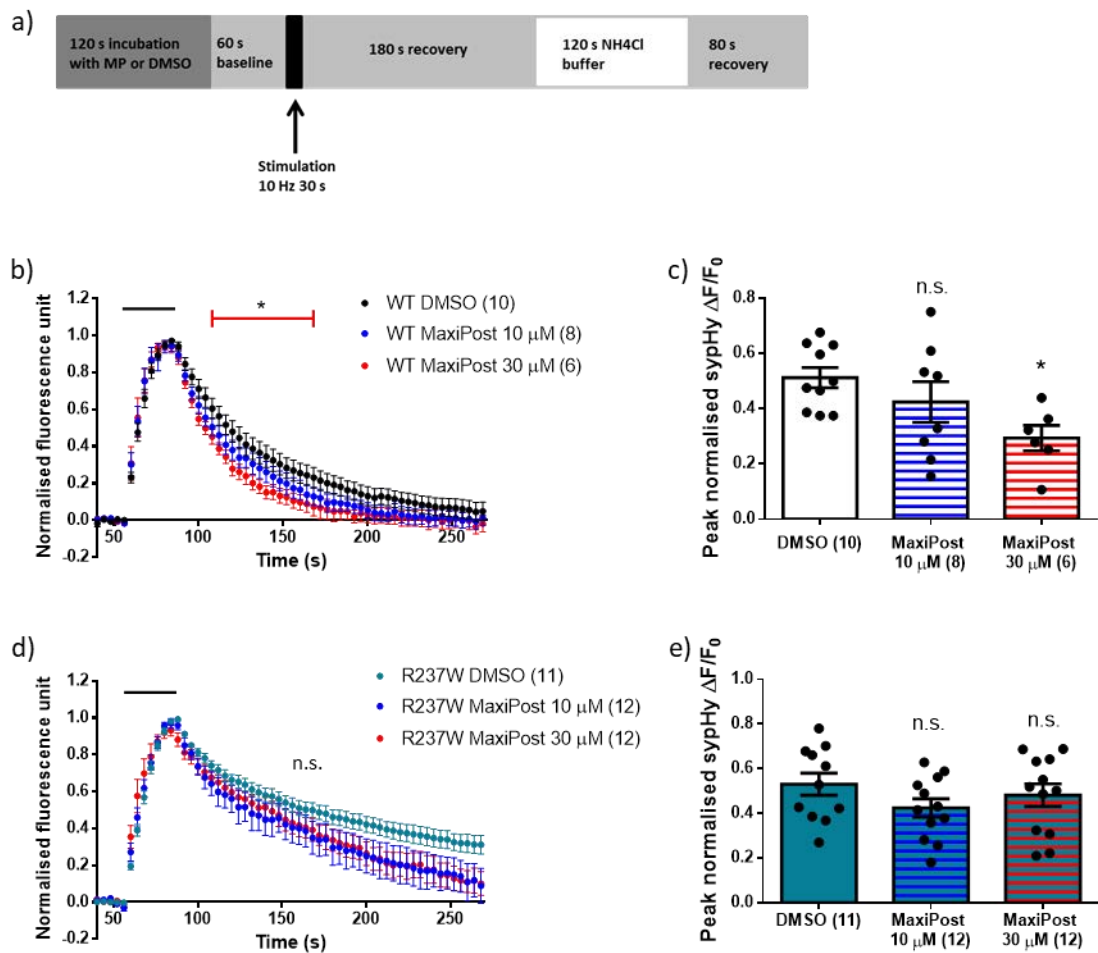 a)
120 s incubation
with MP or DMSO
60 s
baseline
180 s recovery
120 s NH4Cl
buffer
80 s
recovery
Stimulation
10 Hz 30 s
b)
Normalised fluorescence unit
1.2
1.0
0.8
0.6
0.4
0.2
0.0
-0.2
50
100
150
200
250
Time (s)
*
WT DMSO (10)
WT MaxiPost 10 µM (8)
WT MaxiPost 30 µM (6)
c)
Peak normalised sypHy ΔF/F0
0.8
0.6
0.4
0.2
0.0
n.s.
*
DMSO (10)
MaxiPost
10 µM (8)
MaxiPost
30 µM (6)
d)
Normalised fluorescence unit
1.2
1.0
0.8
0.6
0.4
0.2
0.0
-0.2
50
100
150
200
250
Time (s)
n.s.
R237W DMSO (11)
R237W MaxiPost 10 µM (12)
R237W MaxiPost 30 µM (12)
e)
Peak normalised sypHy ΔF/F0
1.0
0.8
0.6
0.4
0.2
0.0
n.s.
n.s.
DMSO (11)
MaxiPost
10 µM (12)
MaxiPost
30 µM (12)